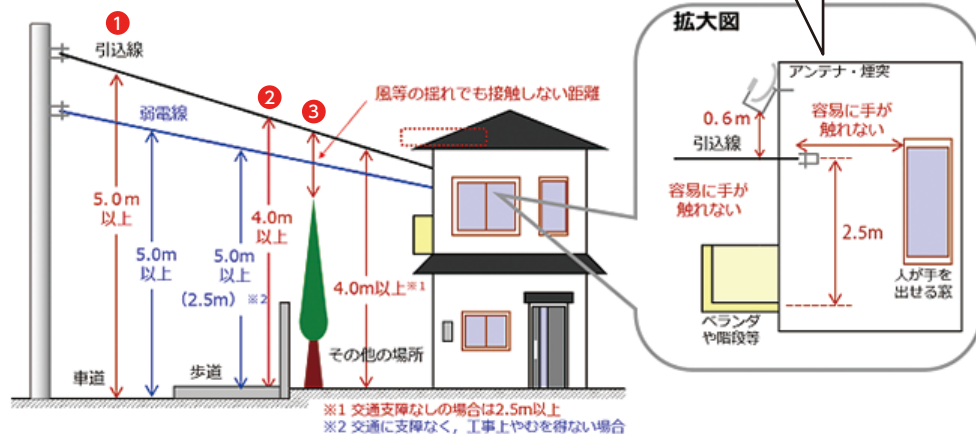 ❶
引込線
弱電線
❷
❸
風等の揺れでも接触しない距離
5.0m
以上
5.0m
以上
5.0m
以上
(2.5m) ※2
4.0m
以上
4.0m以上※1
その他の場所
車道
歩道
※1 交通支障なしの場合は2.5m以上
※2 交通に支障なく，工事上やむを得ない場合
拡大図
アンテナ・煙突
0.6m
容易に手が
触れない
引込線
容易に手が
触れない
2.5m
人が手を
出せる窓
ベランダ
や階段等